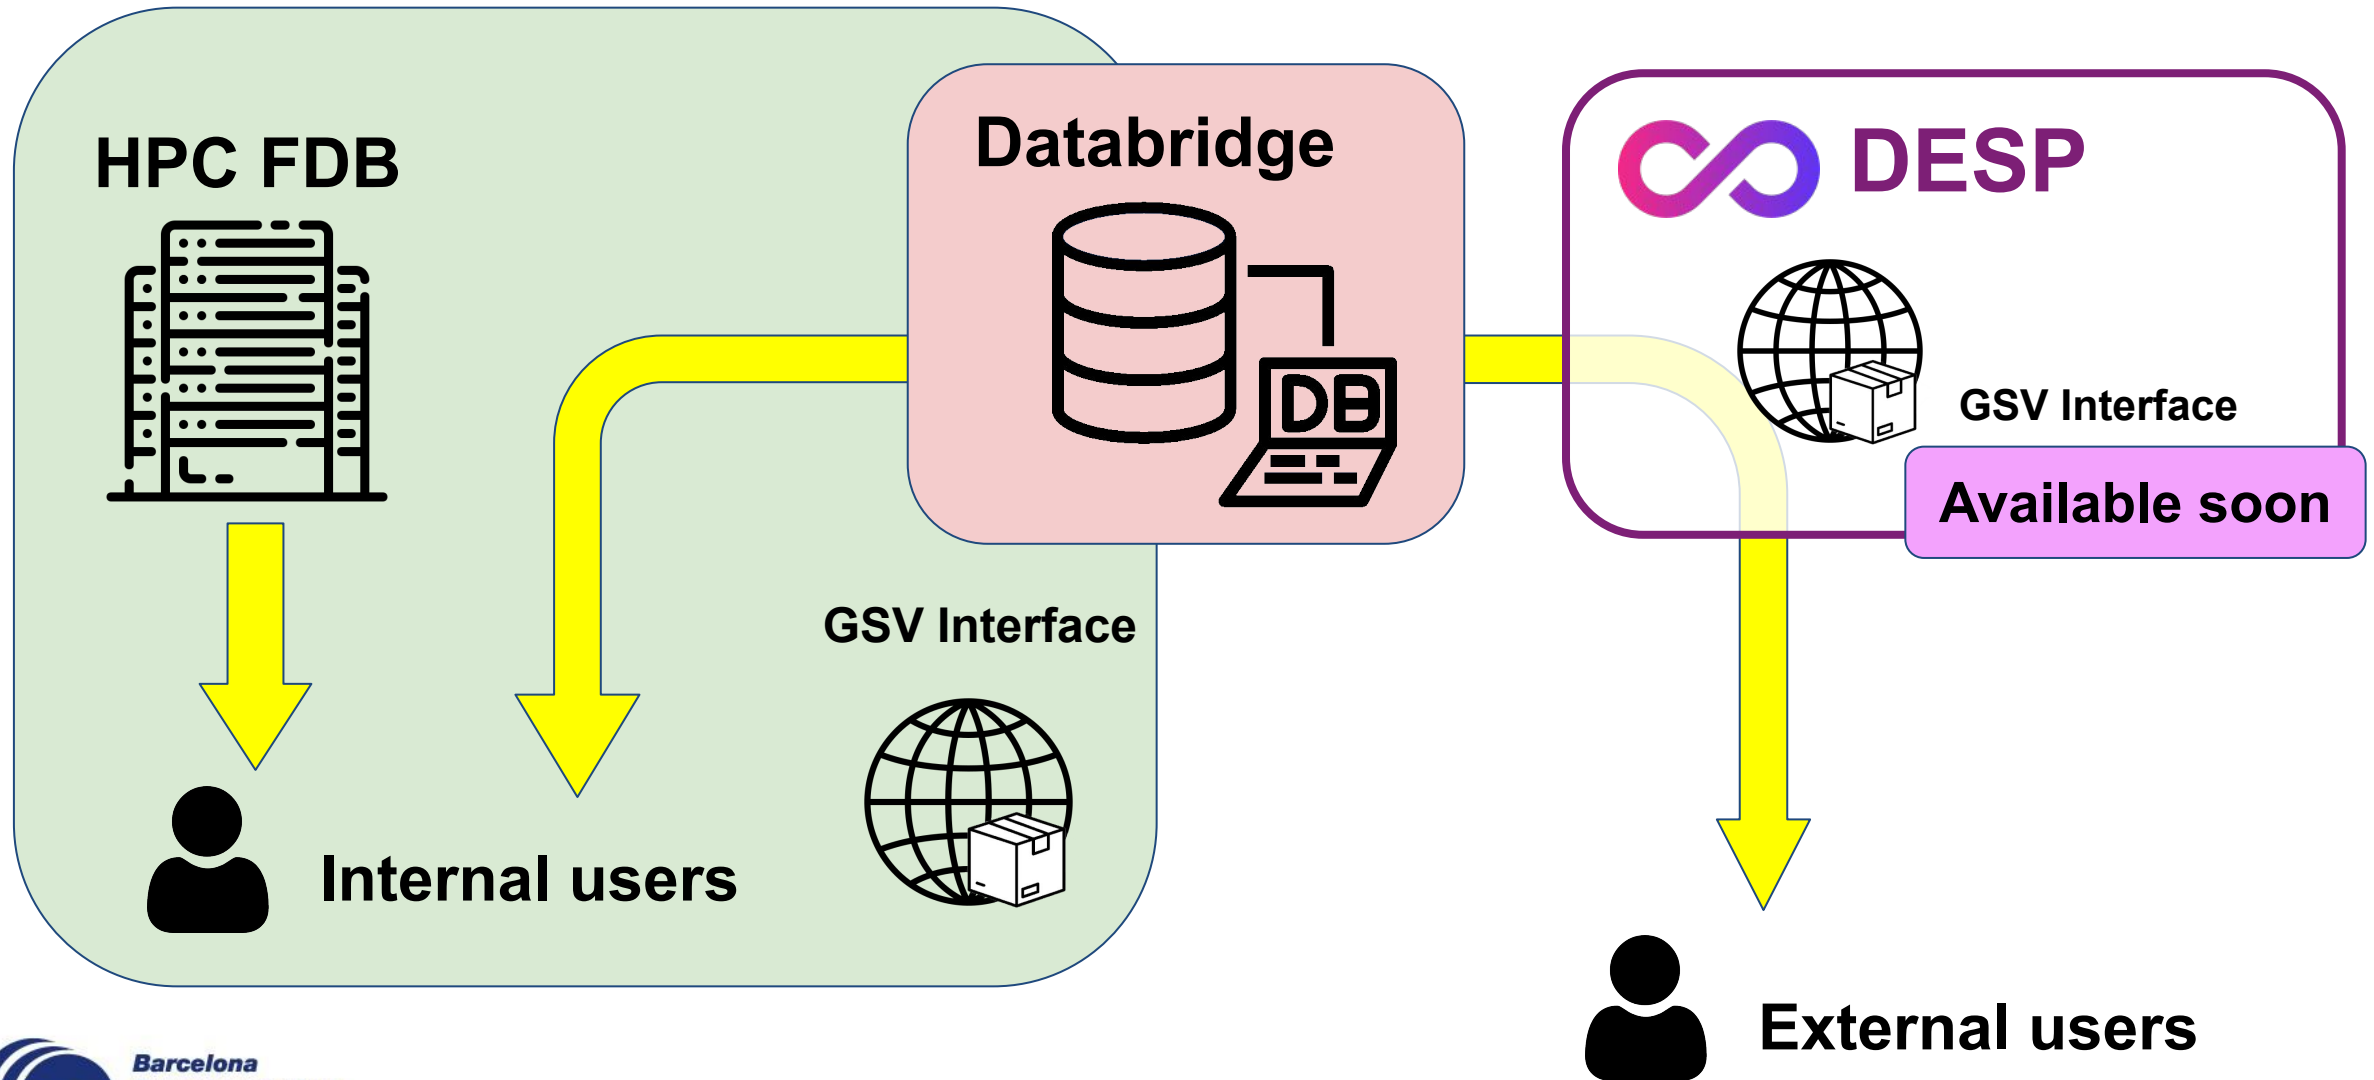 HPC FDB
Databridge
DB
DESP
GSV Interface
Available soon
GSV Interface
Internal users
External users
Barcelona